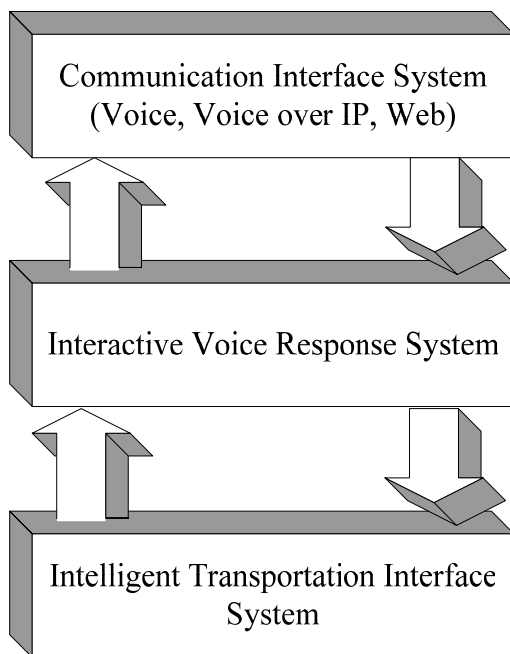 Communication Interface System
(Voice, Voice over IP, Web)
Interactive Voice Response System
Intelligent Transportation Interface
System